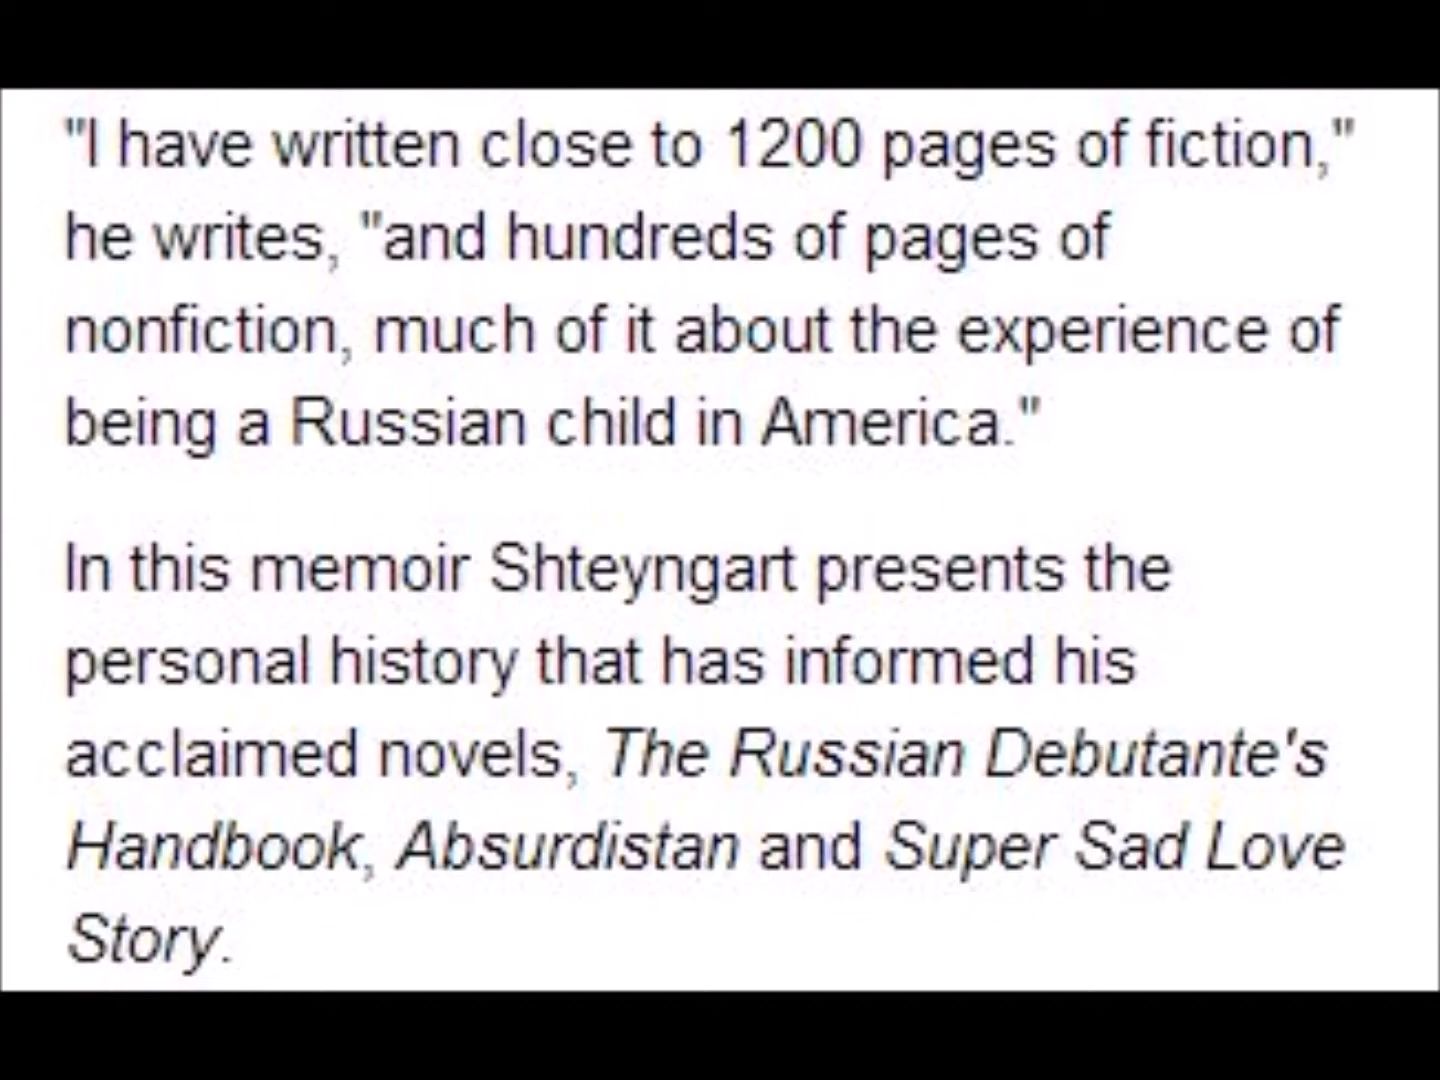 "I have written close to 1200 pages of fiction,"
he writes, "and hundreds of pages of
nonfiction, much of it about the experience of
being a Russian child in America."
In this memoir Shteyngart presents the
personal history that has informed his
acclaimed novels, The Russian Debutante's
Handbook, Absurdistan and Super Sad Love
Story.